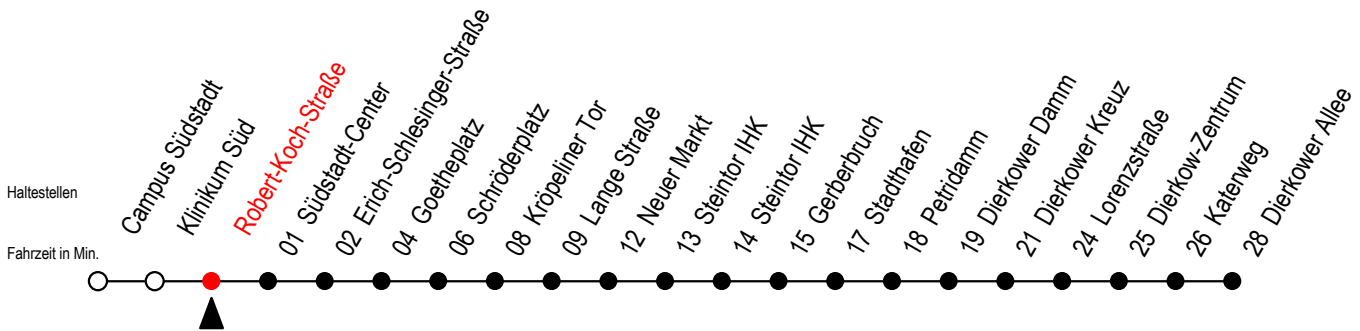 Haltestellen
Fahrzeit in Min.
Campus Südstadt
Klinikum Süd
Robert-Koch-Straße
01 Südstadt-Center
02 Erich-Schlesinger-Straße
04 Goetheplatz
06 Schröderplatz
08 Kröpeliner Tor
09 Lange Straße
12 Neuer Markt
13 Steintor IHK
14 Steintor IHK
15 Gerberbruch
17 Stadthafen
18 Petridamm
19 Dierkower Damm
21 Dierkower Kreuz
24 Lorenzstraße
25 Dierkow-Zentrum
26 Katerweg
28 Dierkower Allee